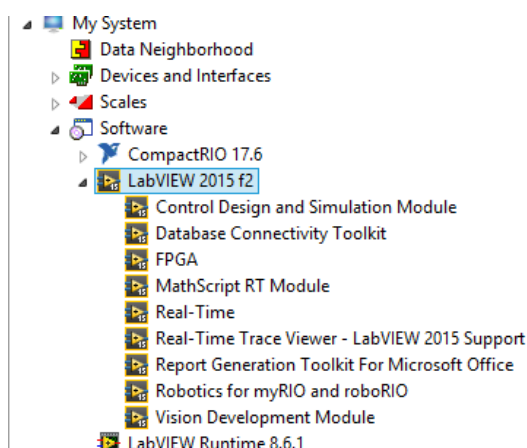 My System
Data Neighborhood
Devices and Interfaces
Scales
Software
CompactRIO 17.6
LabVIEW 2015 f2
Control Design and Simulation Module
Database Connectivity Toolkit
FPGA
MathScript RT Module
Real-Time
Real-Time Trace Viewer - LabVIEW 2015 Support
Report Generation Toolkit For Microsoft Office
Robotics for myRIO and roboRIO
Vision Development Module
LabVIEW Runtime 8.6.1